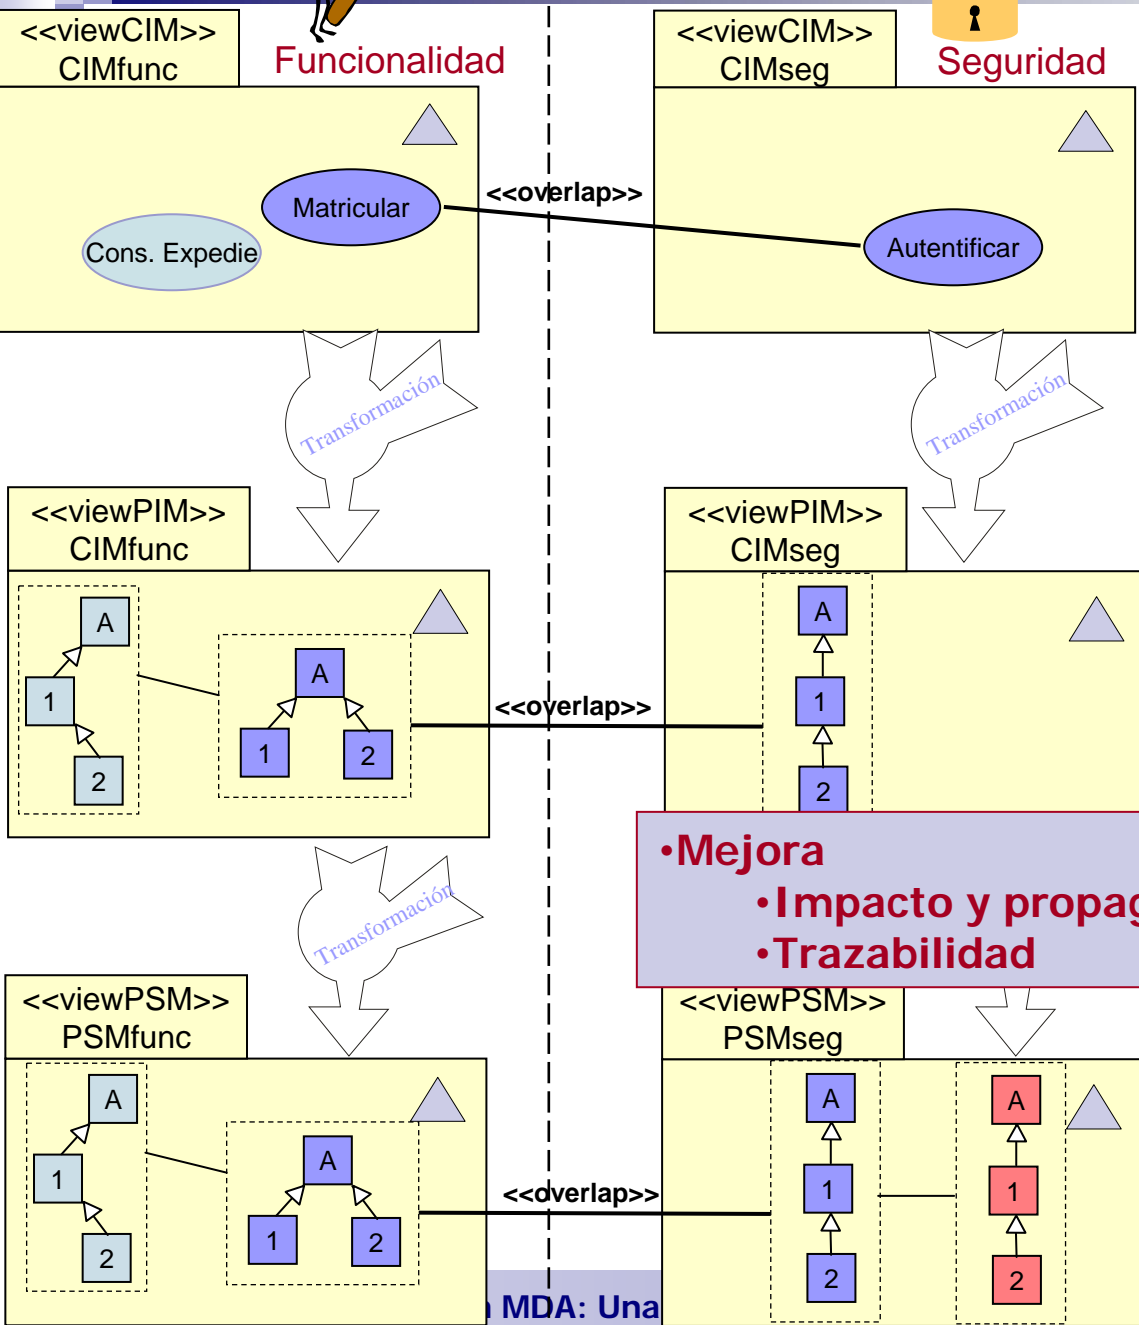 <<viewCIM>>
CIMfunc
Funcionalidad
<<viewCIM>>
CIMseg
Seguridad
Matricular
<<overlap>>
Cons. Expedie
Autentificar
Transformación
Transformación
<<viewPIM>>
CIMfunc
<<viewPIM>>
CIMseg
A
1
2
A
1
2
<<overlap>>
A
1
2
•Mejora
•Impacto y propag
•Trazabilidad
Transformación
<<viewPSM>>
PSMfunc
<<viewPSM>>
PSMseg
A
1
2
A
1
2
<<overlap>>
A
1
2
A
1
2
MDA: Una